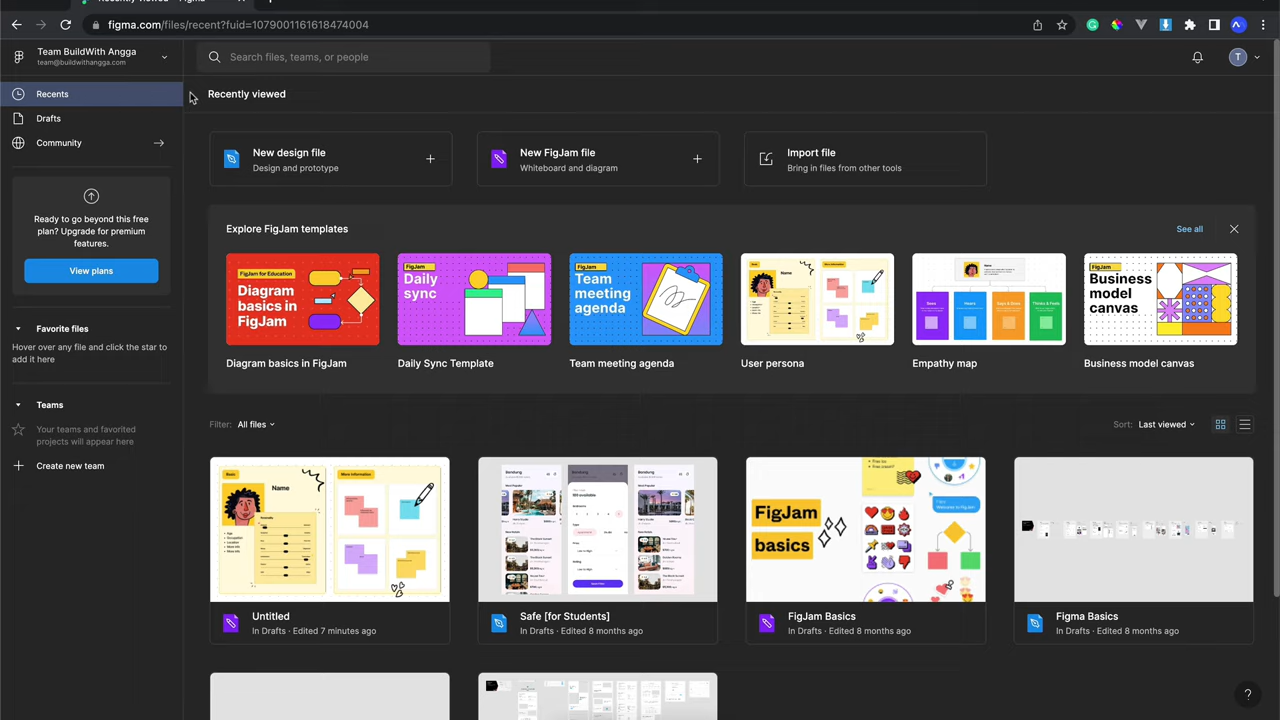 figma.com/files/recent?fuid=1079001161618474004
Team BuildWith Angga
team@buildwithangga.com
Search files, teams, or people
T
Recents
Drafts
Community
Ready to go beyond this free
plan? Upgrade for premium
features.
View plans
Favorite files
Hover over any file and click the star to
add it here
Teams
Your teams and favorited
projects will appear here
Create new team
Recently viewed
New design file
Design and prototype
New FigJam file
Whiteboard and diagram
Import file
Bring in files from other tools
Explore FigJam templates
See all
FigJam for Education
Diagram
basics in
FigJam
Diagram basics in FigJam
FigJam
Daily
sync
Daily Sync Template
FigJam
Team
meeting
agenda
Team meeting agenda
Name
User persona
Empathy map
FigJam
Business
model
canvas
Business model canvas
Filter: All files
Sort: Last viewed
Basic
Name
More information
Untitled
In Drafts · Edited 7 minutes ago
Bandung
Bandung
Safe [for Students]
In Drafts · Edited 8 months ago
FigJam
basics
FigJam Basics
In Drafts · Edited 8 months ago
Figma Basics
In Drafts · Edited 8 months ago
?